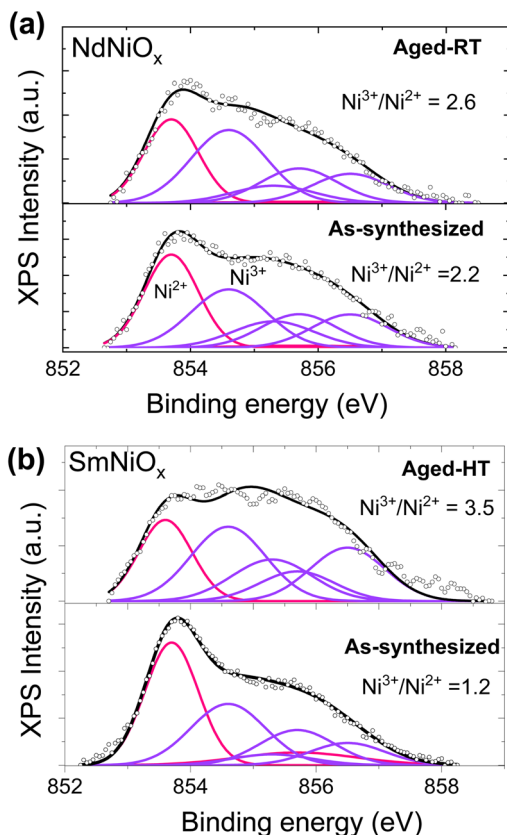 (a)
NdNiOₓ
Aged-RT
Ni³⁺/Ni²⁺ = 2.6
As-synthesized
Ni³⁺/Ni²⁺ =2.2
Ni²⁺
Ni³⁺
XPS Intensity (a.u.)
852 854 856 858
Binding energy (eV)
(b)
SmNiOₓ
Aged-HT
Ni³⁺/Ni²⁺ = 3.5
As-synthesized
Ni³⁺/Ni²⁺ =1.2
XPS Intensity (a.u.)
852 854 856 858
Binding energy (eV)